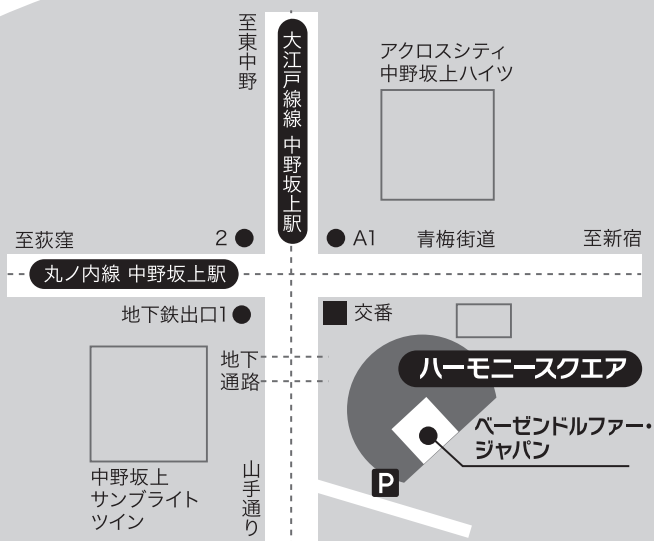 至東中野
大江戸線線 中野坂上駅
アクロスシティ
中野坂上ハイツ
2
A1
青梅街道
至新宿
至荻窪
丸ノ内線 中野坂上駅
地下鉄出口1
交番
地下
通路
ハーモニースクエア
ベーゼンドルファー・
ジャパン
P
中野坂上
サンブライト
ツイン
山手通り